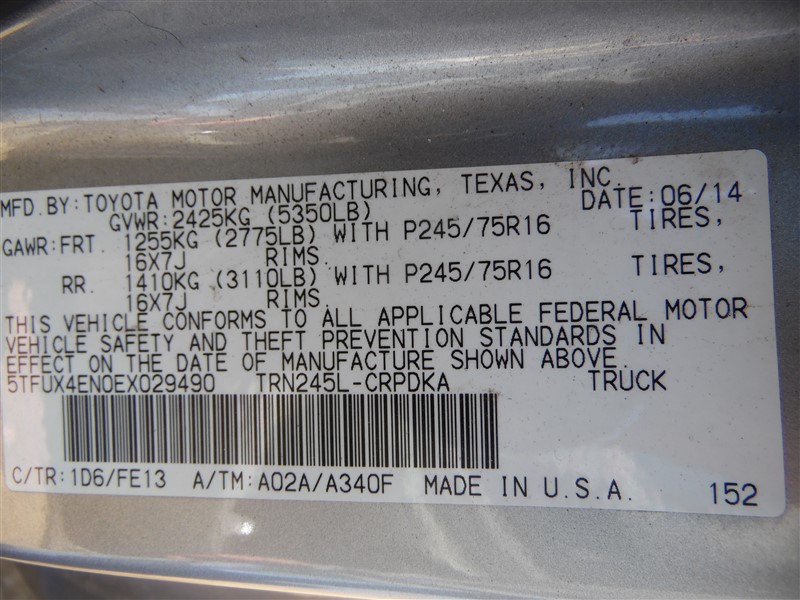 MFD.BY:TOYOTA MOTOR MANUFACTURING, TEXAS, INC.
GVWR:2425KG (5350LB) DATE:06/14
GAWR:FRT. 1255KG (2775LB) WITH P245/75R16 TIRES,
16X7J RIMS.
RR. 1410KG (3110LB) WITH P245/75R16 TIRES,
16X7J RIMS.
THIS VEHICLE CONFORMS TO ALL APPLICABLE FEDERAL MOTOR
VEHICLE SAFETY AND THEFT PREVENTION STANDARDS IN
EFFECT ON THE DATE OF MANUFACTURE SHOWN ABOVE.
5TFUX4EN0EX029490 TRN245L-CRPDKA TRUCK
C/TR:1D6/FE13 A/TM:A02A/A340F MADE IN U.S.A. 152